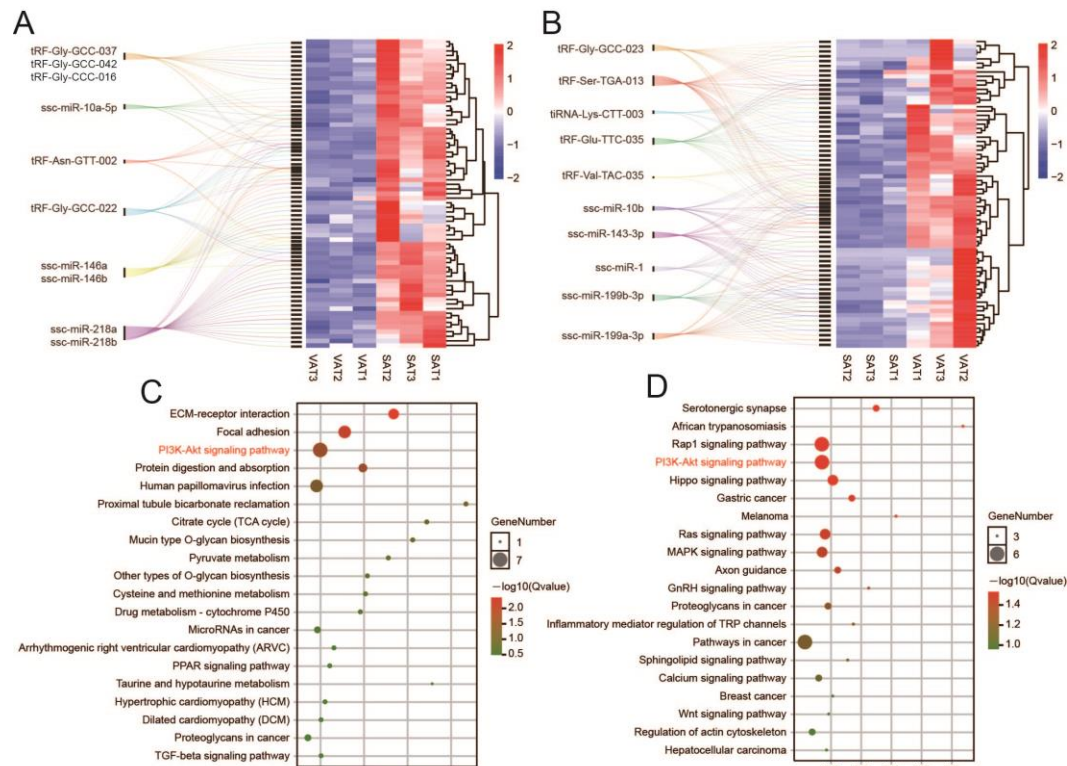 A
tRF-Gly-GCC-037
tRF-Gly-GCC-042
tRF-Gly-CCC-016
ssc-miR-10a-5p
tRF-Asn-GTT-002
tRF-Gly-GCC-022
ssc-miR-146a
ssc-miR-146b
ssc-miR-218a
ssc-miR-218b
2
1
0
−1
−2
VAT3
VAT2
VAT1
SAT2
SAT3
SAT1
B
tRF-Gly-GCC-023
tRF-Ser-TGA-013
tiRNA-Lys-CTT-003
tRF-Glu-TTC-035
tRF-Val-TAC-035
ssc-miR-10b
ssc-miR-143-3p
ssc-miR-1
ssc-miR-199b-3p
ssc-miR-199a-3p
2
1
0
−1
−2
SAT2
SAT3
SAT1
VAT1
VAT3
VAT2
C
ECM-receptor interaction
Focal adhesion
PI3K-Akt signaling pathway
Protein digestion and absorption
Human papillomavirus infection
Proximal tubule bicarbonate reclamation
Citrate cycle (TCA cycle)
Mucin type O-glycan biosynthesis
Pyruvate metabolism
Other types of O-glycan biosynthesis
Cysteine and methionine metabolism
Drug metabolism - cytochrome P450
MicroRNAs in cancer
Arrhythmogenic right ventricular cardiomyopathy (ARVC)
PPAR signaling pathway
Taurine and hypotaurine metabolism
Hypertrophic cardiomyopathy (HCM)
Dilated cardiomyopathy (DCM)
Proteoglycans in cancer
TGF-beta signaling pathway
GeneNumber
1
7
−log10(Qvalue)
2.0
1.5
1.0
0.5
D
Serotonergic synapse
African trypanosomiasis
Rap1 signaling pathway
PI3K-Akt signaling pathway
Hippo signaling pathway
Gastric cancer
Melanoma
Ras signaling pathway
MAPK signaling pathway
Axon guidance
GnRH signaling pathway
Proteoglycans in cancer
Inflammatory mediator regulation of TRP channels
Pathways in cancer
Sphingolipid signaling pathway
Calcium signaling pathway
Breast cancer
Wnt signaling pathway
Regulation of actin cytoskeleton
Hepatocellular carcinoma
GeneNumber
3
6
−log10(Qvalue)
1.4
1.2
1.0